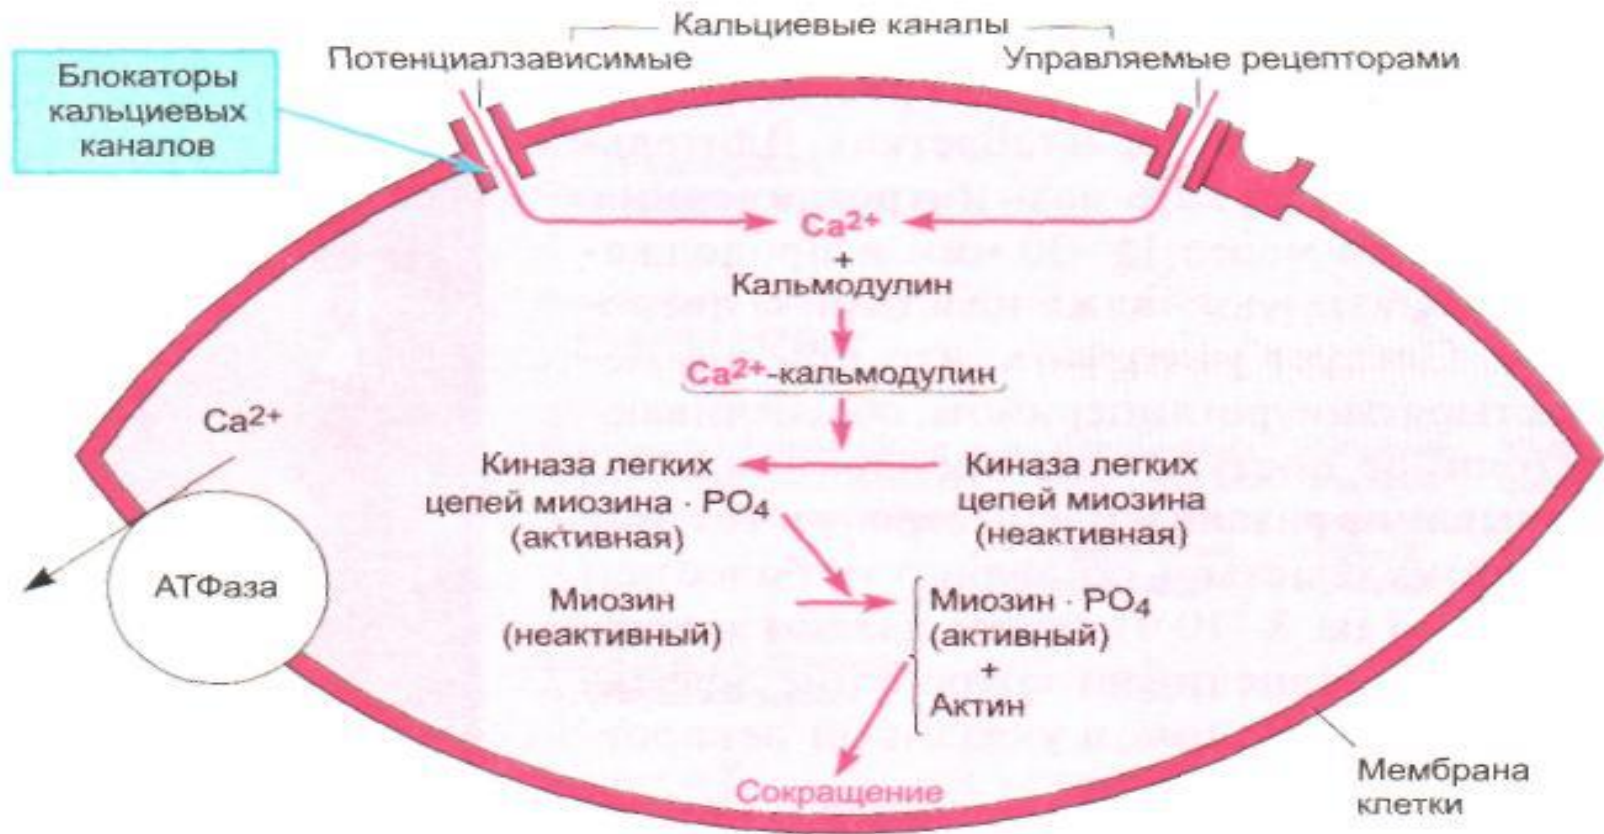 Кальциевые каналы
Потенциалзависимые
Управляемые рецепторами
Блокаторы
кальциевых
каналов
Ca2+
+
Кальмодулин
Ca2+-кальмодулин
Ca2+
АТФаза
Киназа легких
цепей миозина · PO4
(активная)
Киназа легких
цепей миозина
(неактивная)
Миозин
(неактивный)
Миозин · PO4
(активный)
+
Актин
Сокращение
Мембрана
клетки